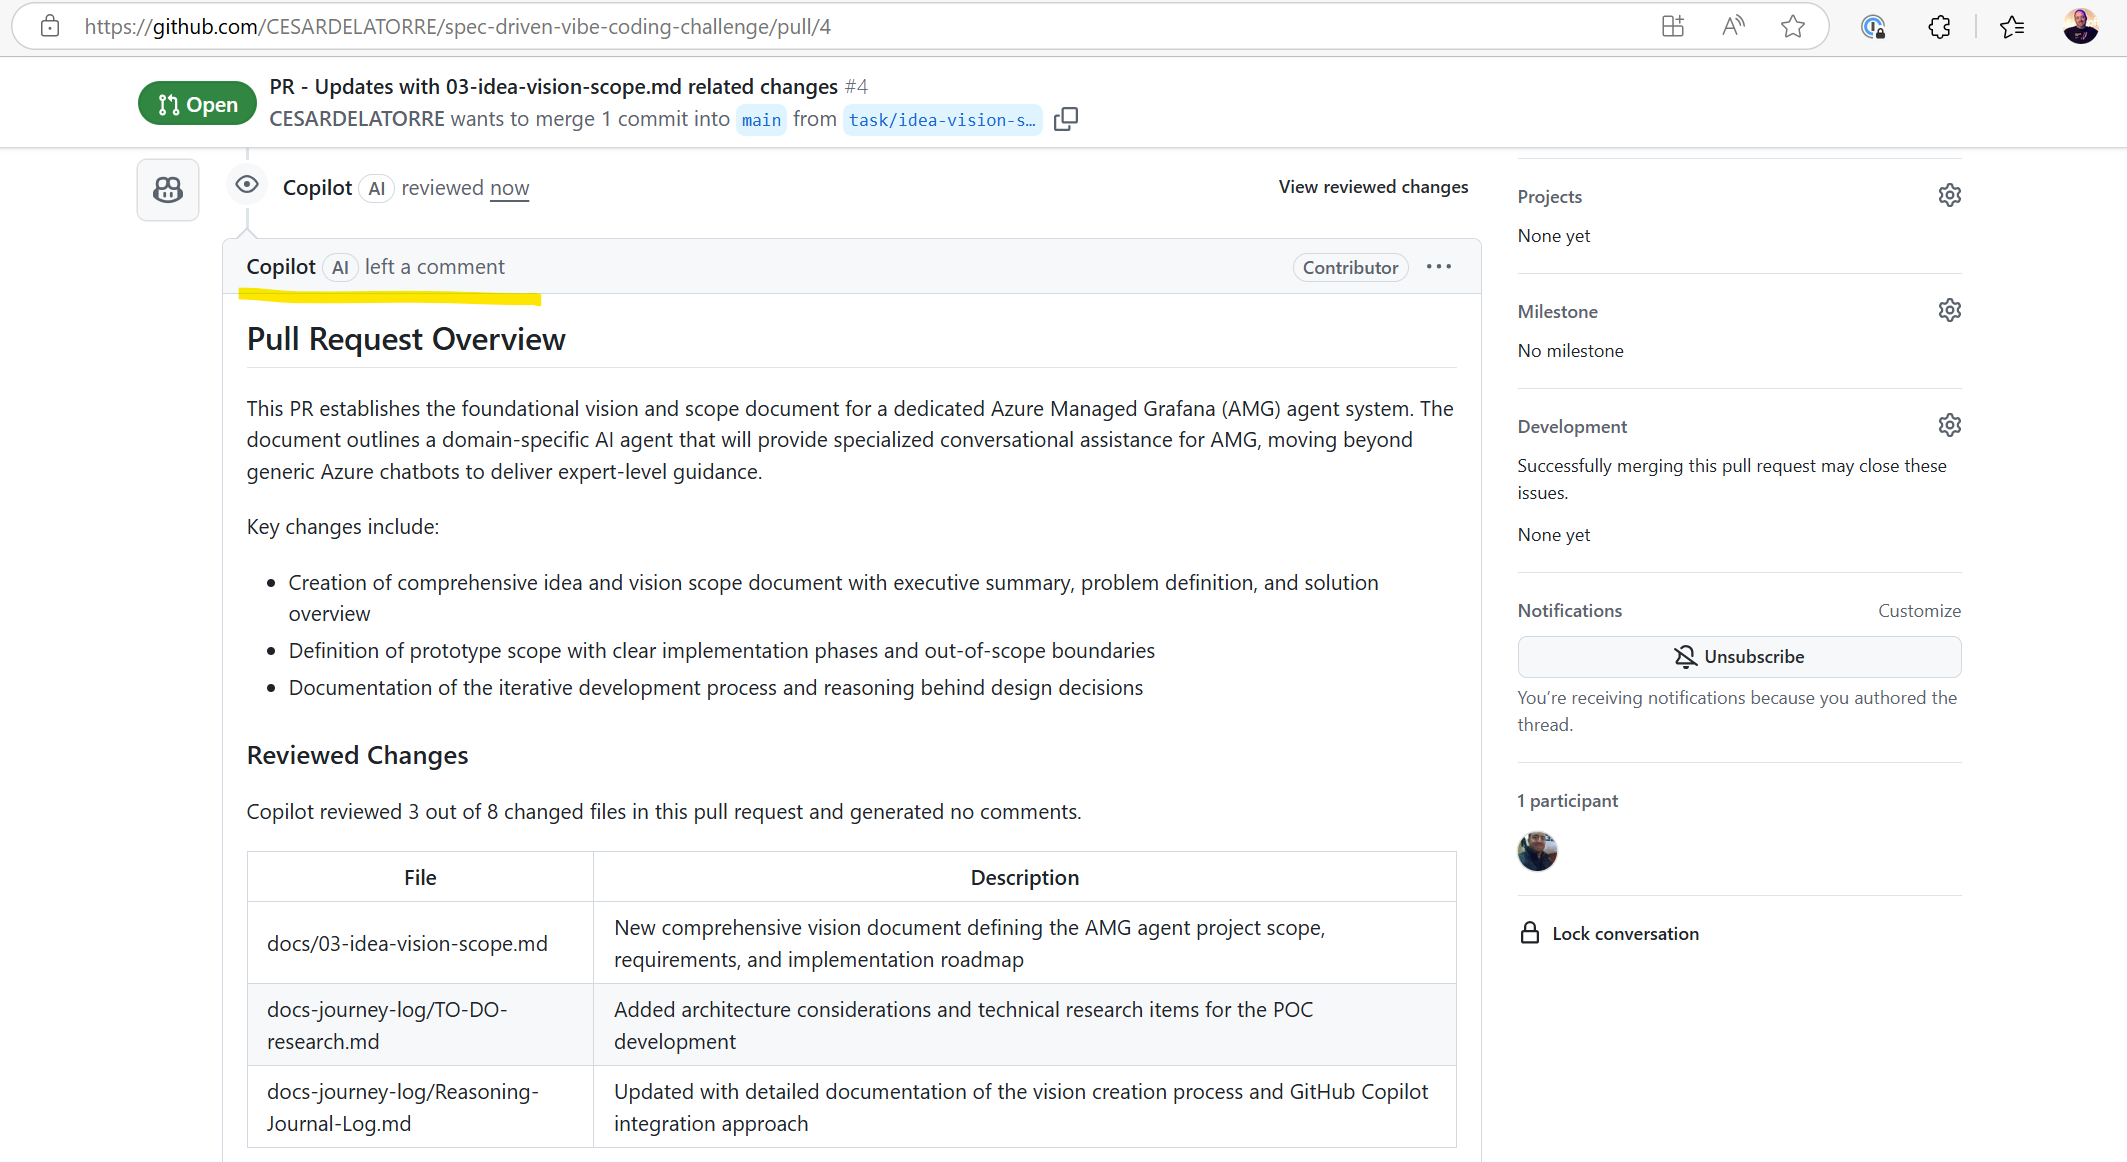 https://github.com/CESARDELATORRE/spec-driven-vibe-coding-challenge/pull/4
Open
PR - Updates with 03-idea-vision-scope.md related changes #4
CESARDELATORRE wants to merge 1 commit into main from task/idea-vision-s…
Copilot AI reviewed now
View reviewed changes
Copilot AI left a comment
Contributor
Pull Request Overview
This PR establishes the foundational vision and scope document for a dedicated Azure Managed Grafana (AMG) agent system. The
document outlines a domain-specific AI agent that will provide specialized conversational assistance for AMG, moving beyond
generic Azure chatbots to deliver expert-level guidance.
Key changes include:
Creation of comprehensive idea and vision scope document with executive summary, problem definition, and solution
overview
Definition of prototype scope with clear implementation phases and out-of-scope boundaries
Documentation of the iterative development process and reasoning behind design decisions
Reviewed Changes
Copilot reviewed 3 out of 8 changed files in this pull request and generated no comments.
File
Description
docs/03-idea-vision-scope.md
New comprehensive vision document defining the AMG agent project scope,
requirements, and implementation roadmap
docs-journey-log/TO-DO-
research.md
Added architecture considerations and technical research items for the POC
development
docs-journey-log/Reasoning-
Journal-Log.md
Updated with detailed documentation of the vision creation process and GitHub Copilot
integration approach
Projects
None yet
Milestone
No milestone
Development
Successfully merging this pull request may close these
issues.
None yet
Notifications
Customize
Unsubscribe
You're receiving notifications because you authored the
thread.
1 participant
Lock conversation